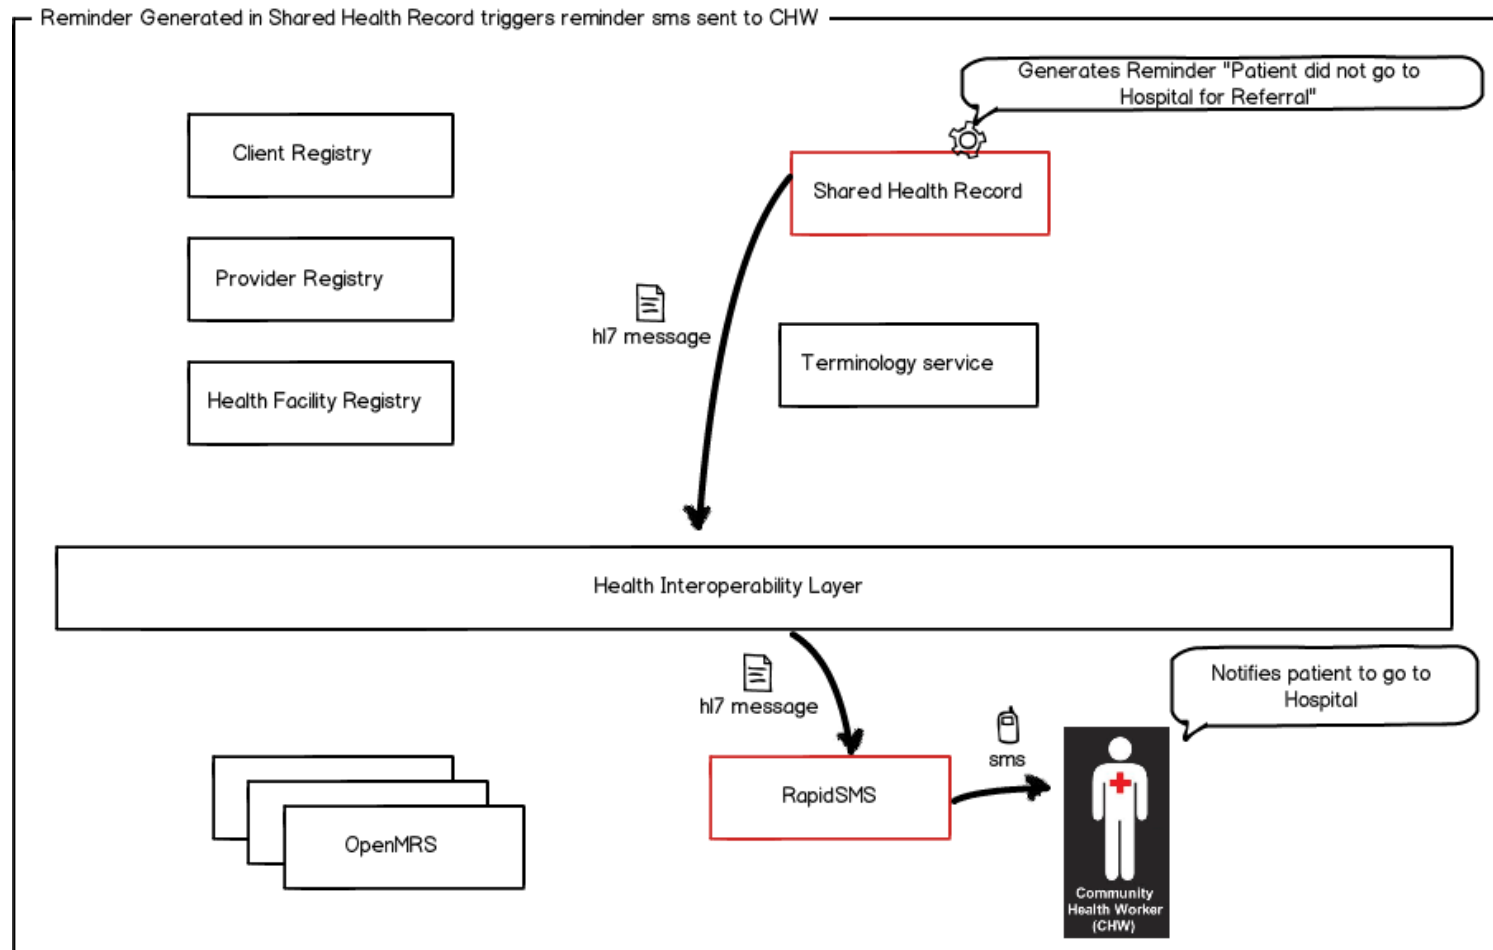 Reminder Generated in Shared Health Record triggers reminder sms sent to CHW
Generates Reminder "Patient did not go to
Hospital for Referral"
Client Registry
Shared Health Record
Provider Registry
hl7 message
Terminology service
Health Facility Registry
Health Interoperability Layer
hl7 message
Notifies patient to go to
Hospital
sms
RapidSMS
OpenMRS
Community
Health Worker
(CHW)